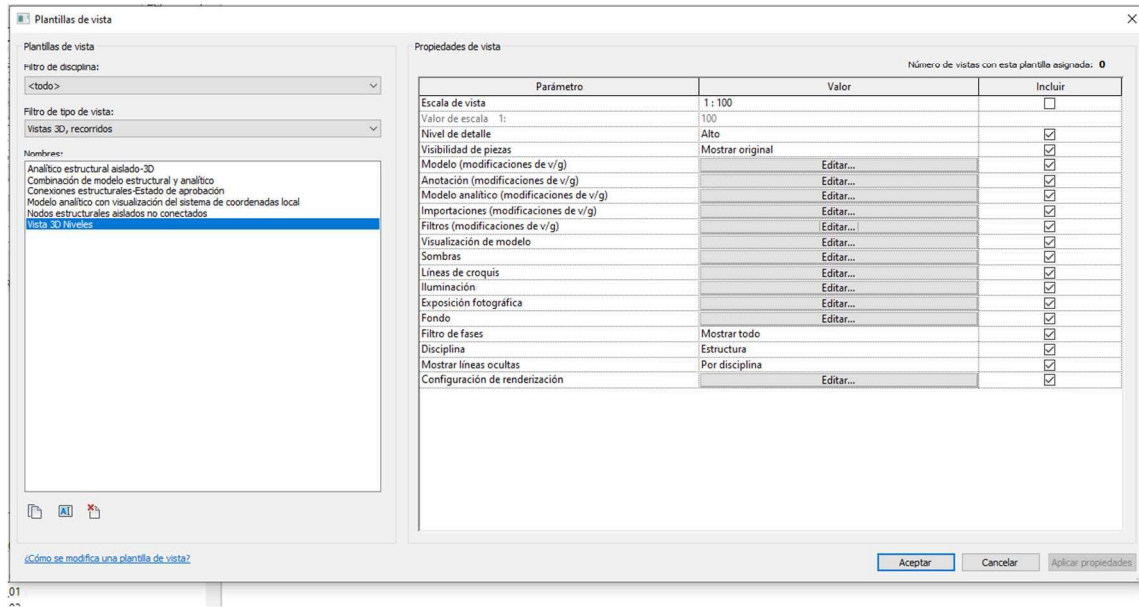 Plantillas de vista
Plantillas de vista
Filtro de disciplina:
<todo>
Filtro de tipo de vista:
Vistas 3D, recorridos
Nombres:
Analítico estructural aislado-3D
Combinación de modelo estructural y analítico
Conexiones estructurales-Estado de aprobación
Modelo analítico con visualización del sistema de coordenadas local
Nodos estructurales aislados no conectados
Vista 3D Niveles
¿Cómo se modifica una plantilla de vista?
Propiedades de vista
Número de vistas con esta plantilla asignada: 0
Parámetro Valor Incluir
Escala de vista 1 : 100
Valor de escala 1: 100
Nivel de detalle Alto
Visibilidad de piezas Mostrar original
Modelo (modificaciones de v/g) Editar...
Anotación (modificaciones de v/g) Editar...
Modelo analítico (modificaciones de v/g) Editar...
Importaciones (modificaciones de v/g) Editar...
Filtros (modificaciones de v/g) Editar...
Visualización de modelo Editar...
Sombras Editar...
Líneas de croquis Editar...
Iluminación Editar...
Exposición fotográfica Editar...
Fondo Editar...
Filtro de fases Mostrar todo
Disciplina Estructura
Mostrar líneas ocultas Por disciplina
Configuración de renderización Editar...
Aceptar Cancelar Aplicar propiedades
01